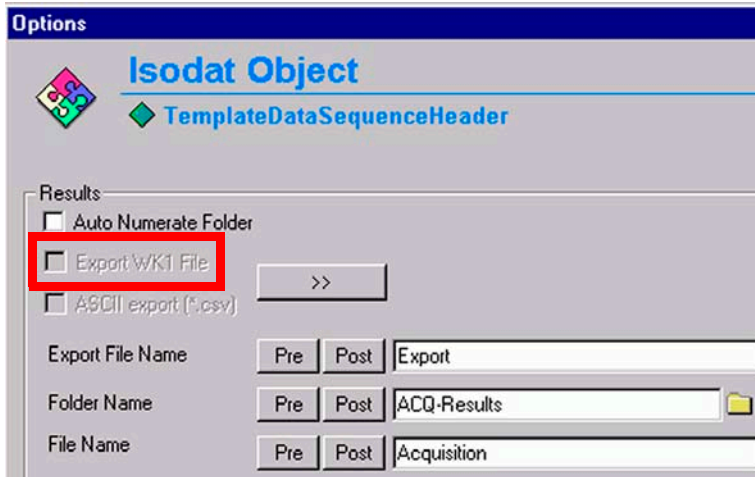 Options
Isodat Object
TemplateDataSequenceHeader
Results
Auto Numerate Folder
Export WK1 File
>>
ASCII export (*.csv)
Export File Name Pre Post Export
Folder Name Pre Post ACQ-Results
File Name Pre Post Acquisition